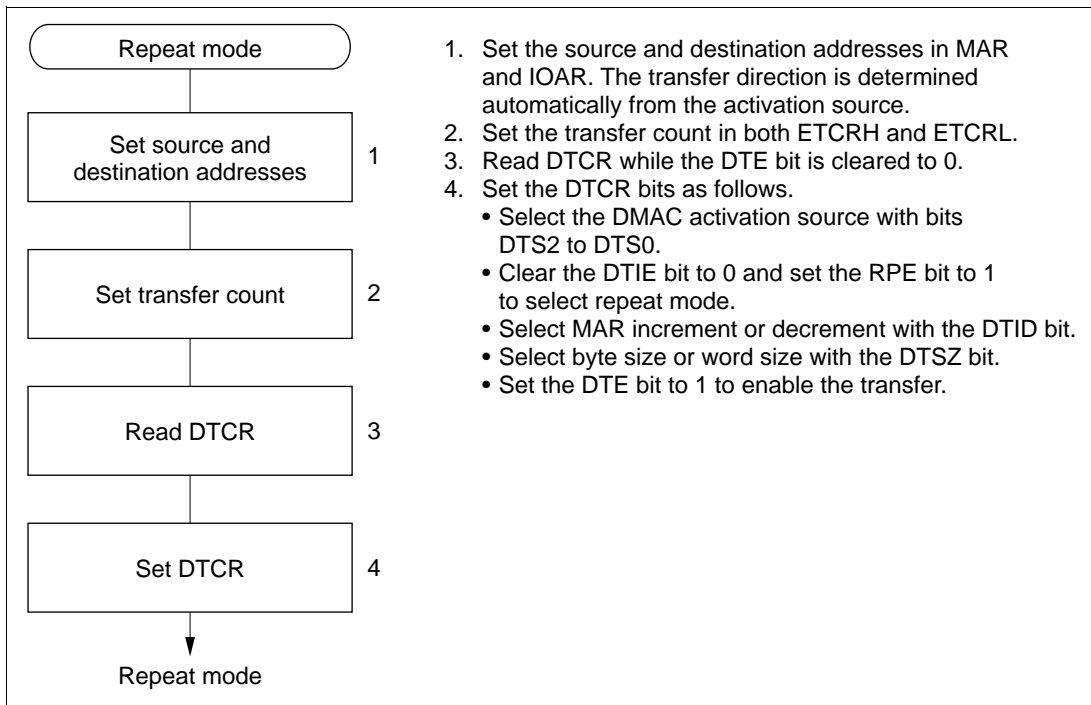 Repeat mode
Set source and
destination addresses
1
Set transfer count
2
Read DTCR
3
Set DTCR
4
Repeat mode
1. Set the source and destination addresses in MAR
and IOAR. The transfer direction is determined
automatically from the activation source.
2. Set the transfer count in both ETCRH and ETCRL.
3. Read DTCR while the DTE bit is cleared to 0.
4. Set the DTCR bits as follows.
• Select the DMAC activation source with bits
DTS2 to DTS0.
• Clear the DTIE bit to 0 and set the RPE bit to 1
to select repeat mode.
• Select MAR increment or decrement with the DTID bit.
• Select byte size or word size with the DTSZ bit.
• Set the DTE bit to 1 to enable the transfer.